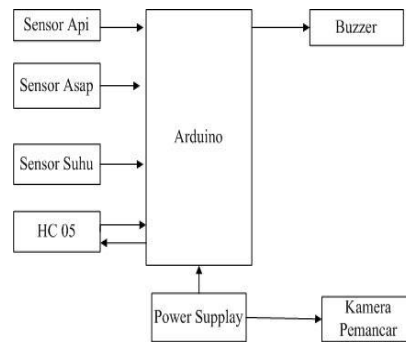 Sensor Api
Buzzer
Sensor Asap
Arduino
Sensor Suhu
HC 05
Power Supplay
Kamera
Pemancar